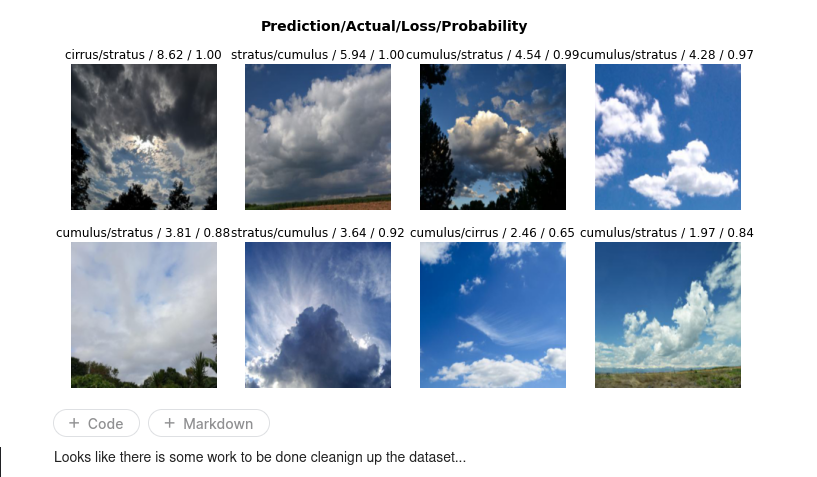 Prediction/Actual/Loss/Probability
cirrus/stratus / 8.62 / 1.00 stratus/cumulus / 5.94 / 1.00 cumulus/stratus / 4.54 / 0.99 cumulus/stratus / 4.28 / 0.97
cumulus/stratus / 3.81 / 0.88 stratus/cumulus / 3.64 / 0.92 cumulus/cirrus / 2.46 / 0.65 cumulus/stratus / 1.97 / 0.84
+ Code + Markdown
Looks like there is some work to be done cleanign up the dataset...